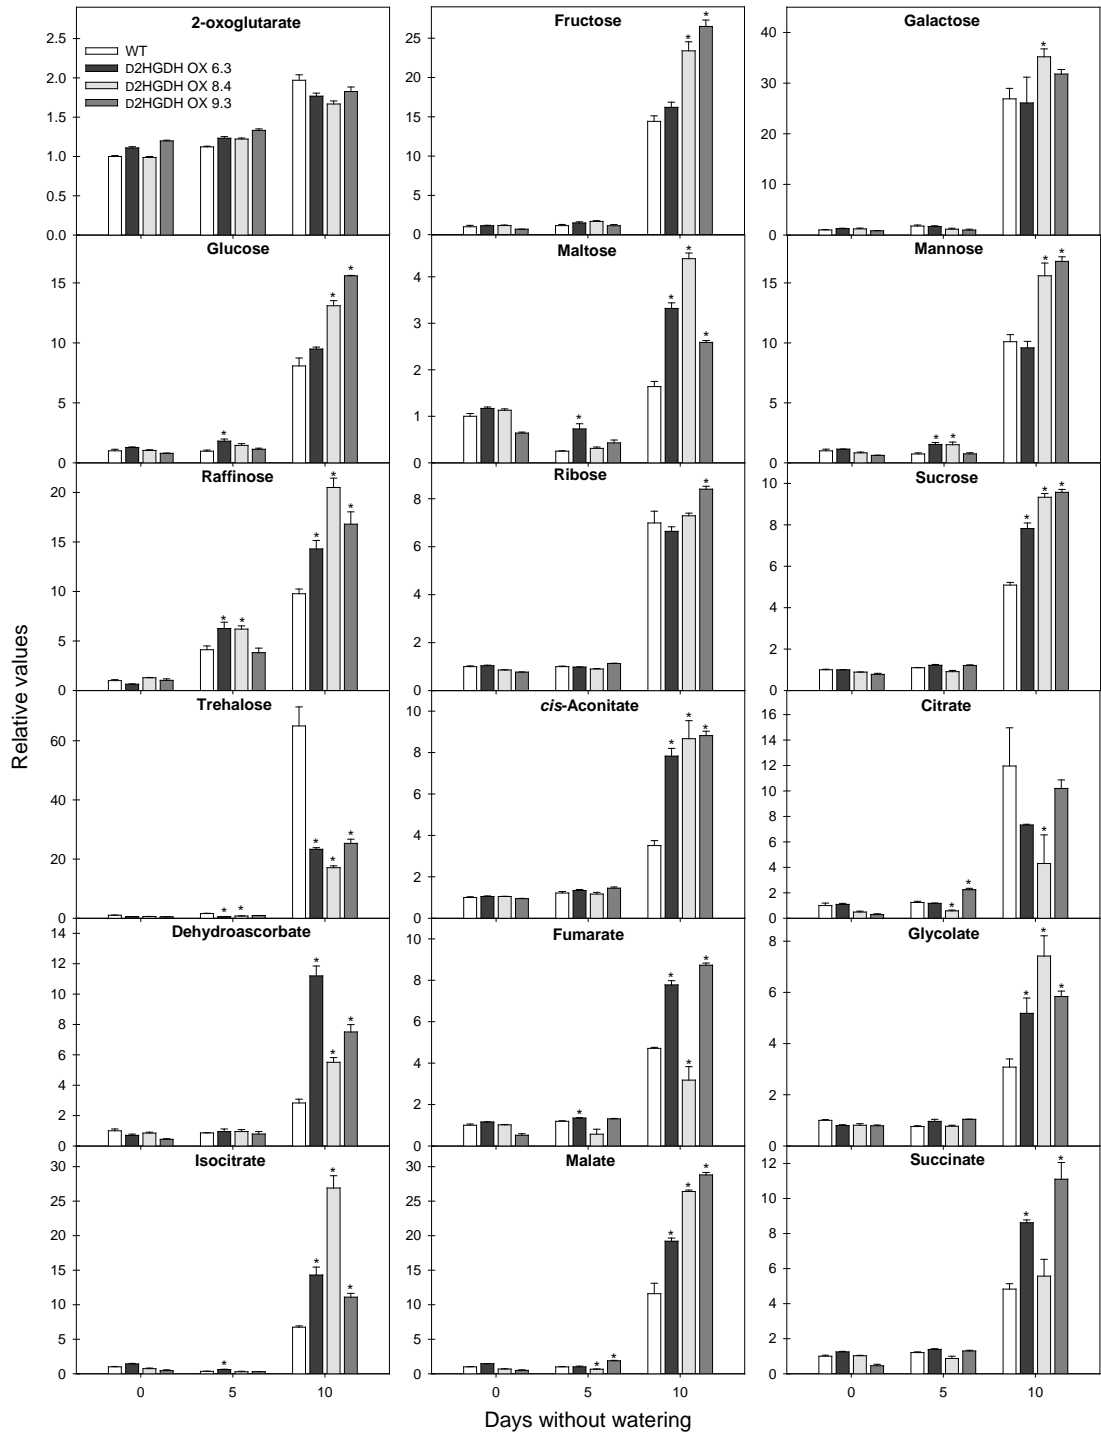 2-oxoglutarate
WT
D2HGDH OX 6.3
D2HGDH OX 8.4
D2HGDH OX 9.3
2.5
2.0
1.5
1.0
0.5
0.0
Fructose
25
20
15
10
5
0
* *
Galactose
40
30
20
10
0
*
Glucose
15
10
5
0
* * *
Maltose
4
3
2
1
0
* * * *
Mannose
15
10
5
0
* * * *
Raffinose
20
15
10
5
0
* * * * *
Ribose
8
6
4
2
0
*
Sucrose
10
8
6
4
2
0
* * *
Trehalose
60
40
20
0
* * * * *
cis-Aconitate
10
8
6
4
2
0
* * *
Citrate
16
14
12
10
8
6
4
2
0
* * *
Dehydroascorbate
14
12
10
8
6
4
2
0
* * *
Fumarate
10
8
6
4
2
0
* * * *
Glycolate
8
6
4
2
0
* * *
Isocitrate
30
25
20
15
10
5
0
* * * *
0 5 10
Malate
30
25
20
15
10
5
0
* * * * *
0 5 10
Succinate
12
10
8
6
4
2
0
* *
0 5 10
Relative values
Days without watering